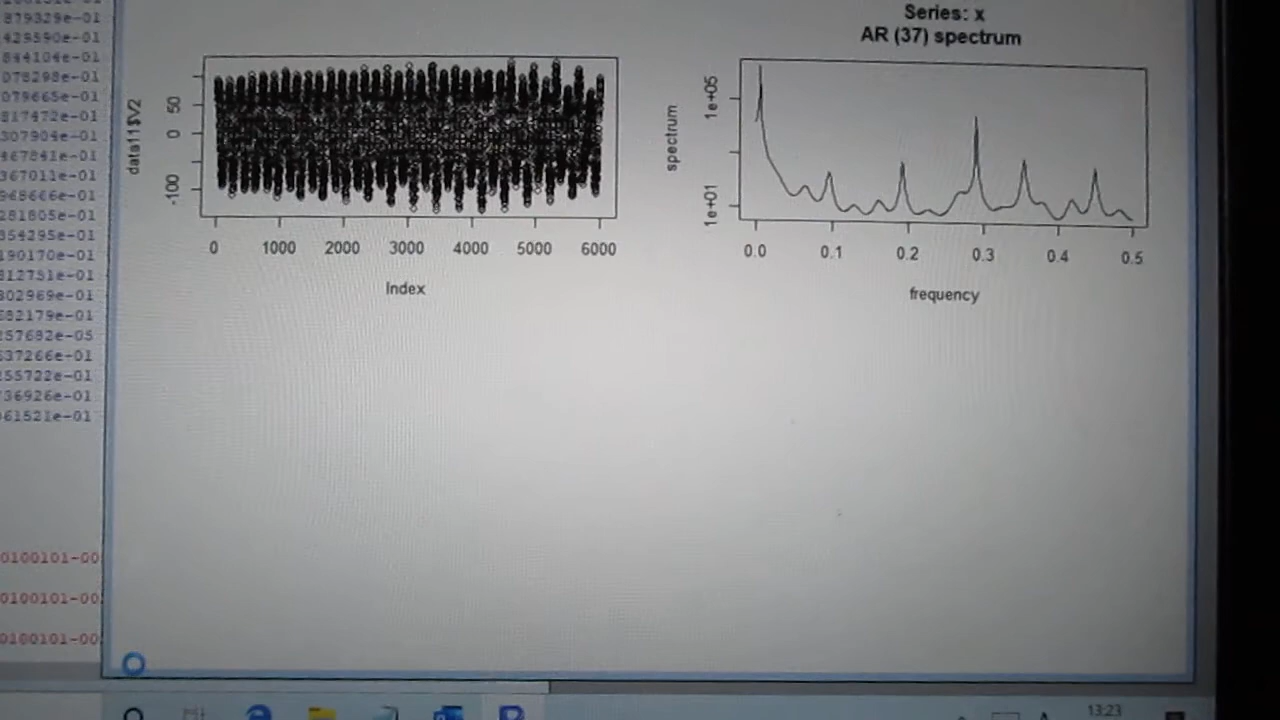 879329e-01
429590e-01
844104e-01
078298e-01
079665e-01
817472e-01
307904e-01
467841e-01
367011e-01
968666e-01
281805e-01
354295e-01
190170e-01
812751e-01
802969e-01
682179e-01
257682e-05
637266e-01
255722e-01
736926e-01
061521e-01
0100101-00
0100101-00
0100101-00
data11$V2
50
0
-100
0 1000 2000 3000 4000 5000 6000
Index
Series: x
AR (37) spectrum
spectrum
1e+05
1e+01
0.0 0.1 0.2 0.3 0.4 0.5
frequency
13:23